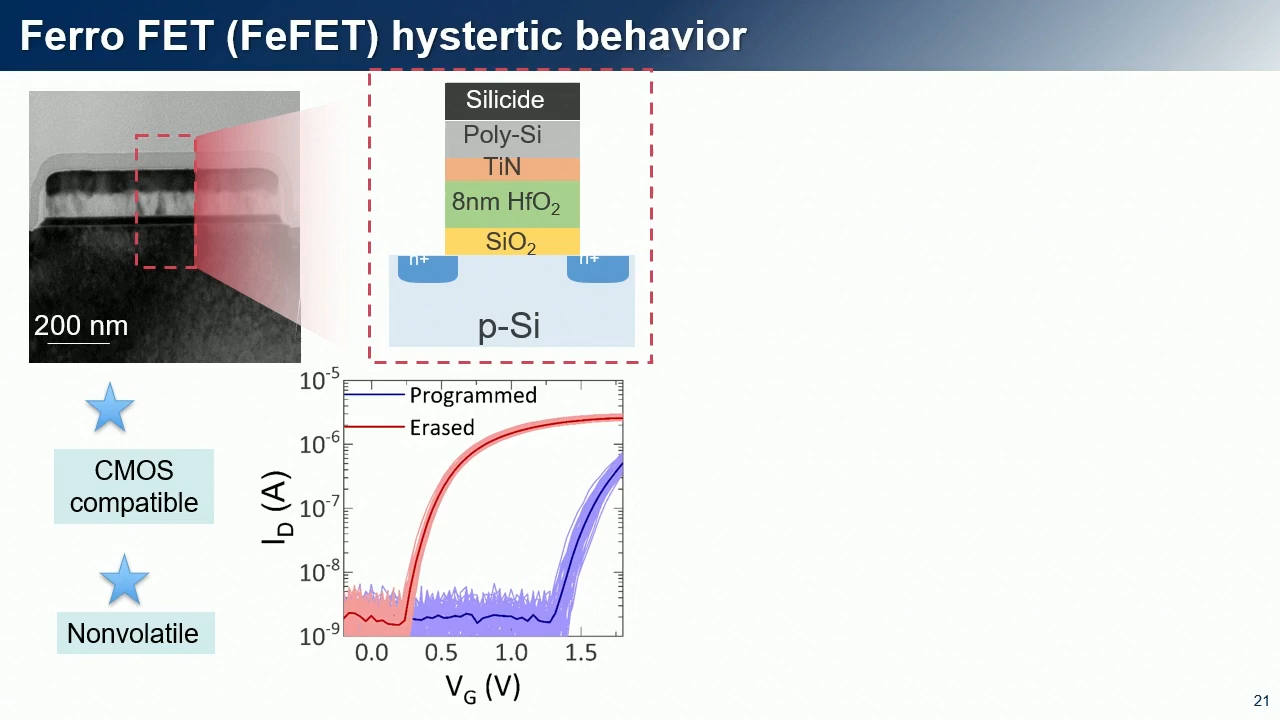 Ferro FET (FeFET) hystertic behavior
200 nm
Silicide
Poly-Si
TiN
8nm HfO₂
SiO₂
n+
n+
p-Si
CMOS
compatible
Nonvolatile
Programmed
Erased
10⁻⁵
10⁻⁶
10⁻⁷
10⁻⁸
10⁻⁹
I_D (A)
0.0 0.5 1.0 1.5
V_G (V)
21